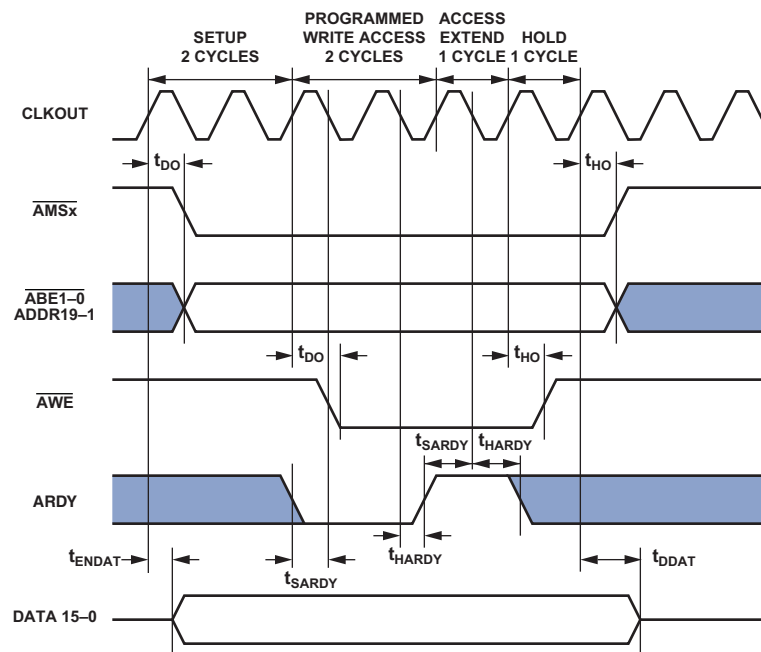 PROGRAMMED ACCESS
SETUP WRITE ACCESS EXTEND HOLD
2 CYCLES 2 CYCLES 1 CYCLE 1 CYCLE
CLKOUT
tDO tHO
AMSx
ABE1–0
ADDR19–1
tDO tHO
AWE
tSARDY tHARDY
ARDY
tENDAT tSARDY tHARDY tDDAT
DATA 15–0